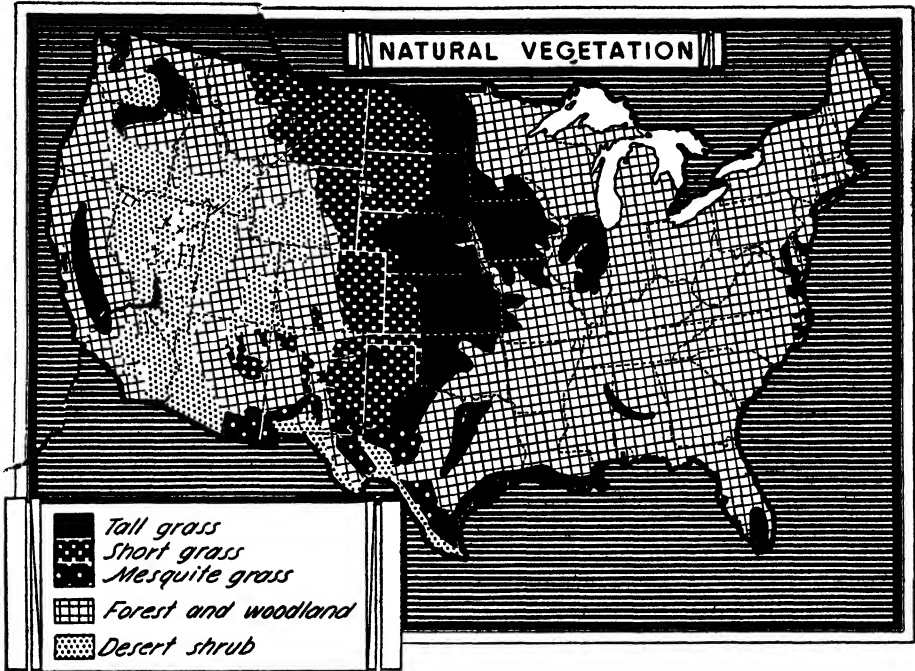 NATURAL VEGETATION
Tall grass
Short grass
Mesquite grass
Forest and woodland
Desert shrub